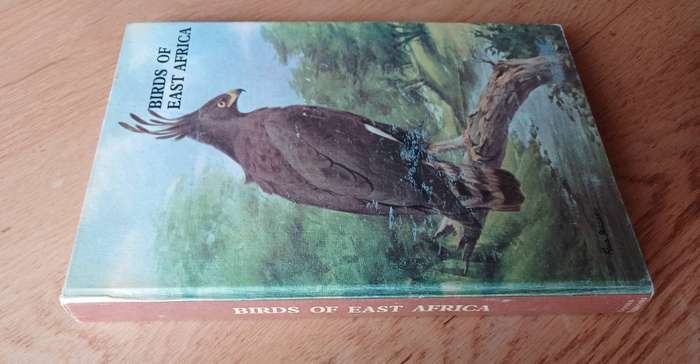 BIRDS OF
EAST AFRICA
BIRDS OF EAST AFRICA